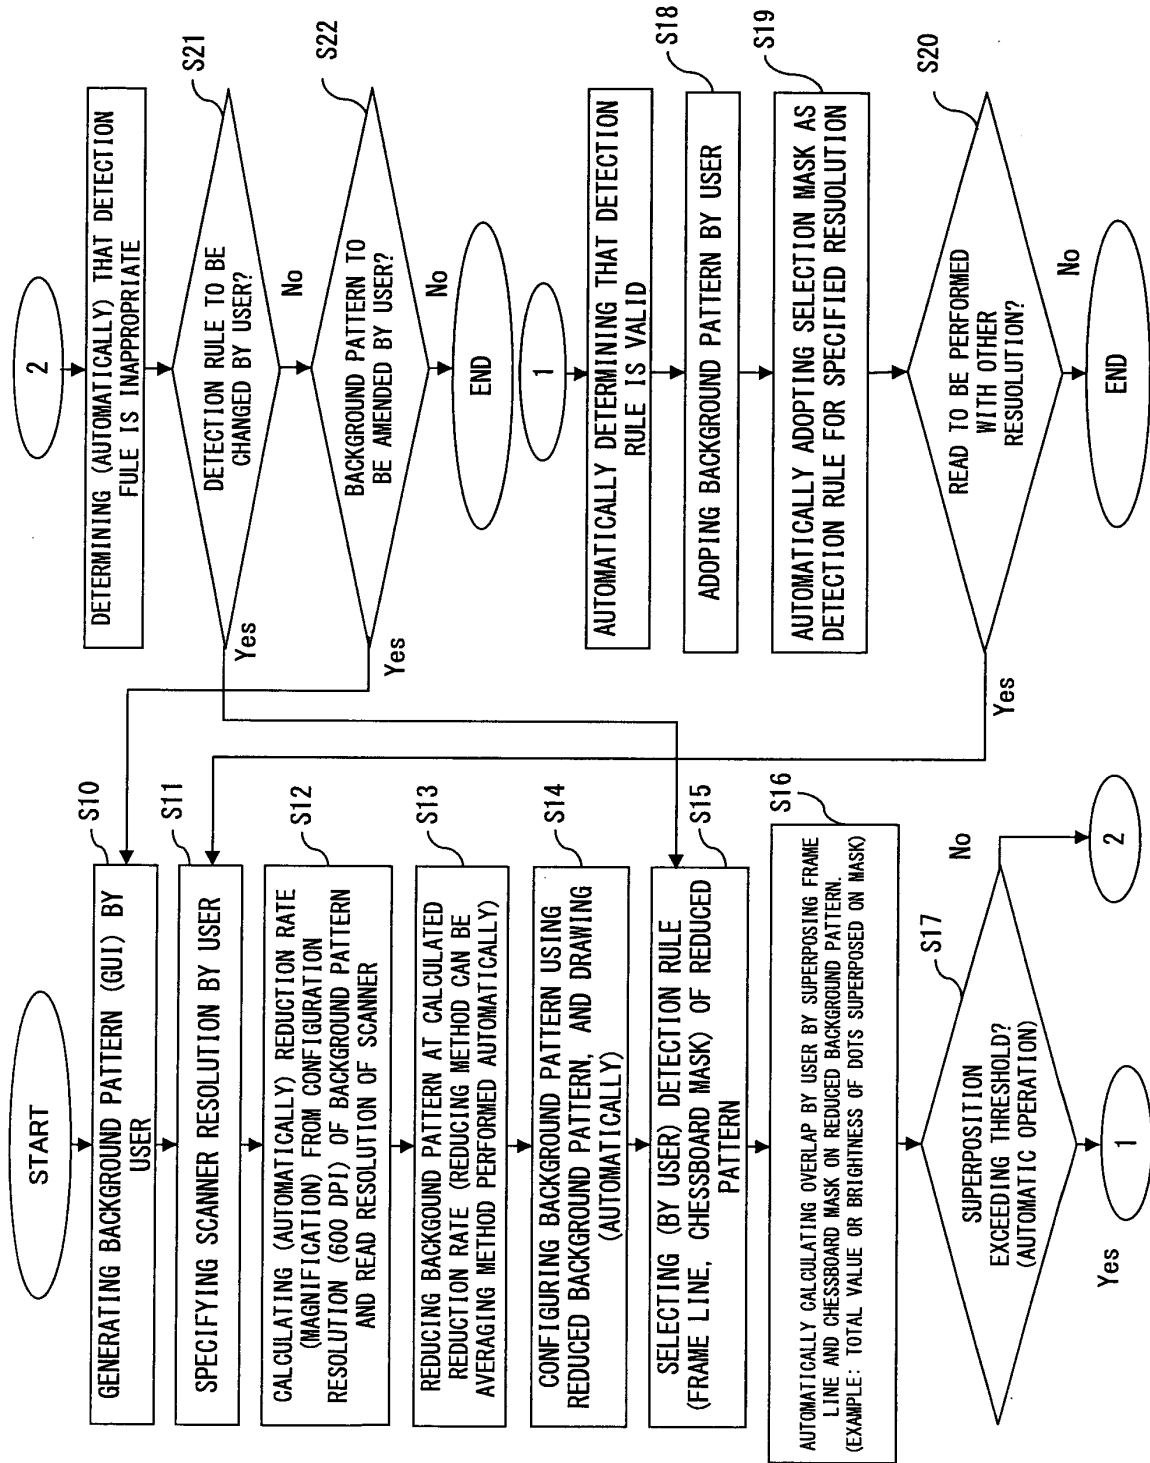 START
S10
GENERATING BACKGROUND PATTERN (GUI) BY
USER
S11
SPECIFYING SCANNER RESOLUTION BY USER
S12
CALCULATING (AUTOMATICALLY) REDUCTION RATE
(MAGNIFICATION) FROM CONFIGURATION
RESOLUTION (600 DPI) OF BACKGROUND PATTERN
AND READ RESOLUTION OF SCANNER
S13
REDUCING BACKGOUND PATTERN AT CALCULATED
REDUCTION RATE (REDUCING METHOD CAN BE
AVERAGING METHOD PERFORMED AUTOMATICALLY)
S14
CONFIGURING BACKGROUND PATTERN USING
REDUCED BACKGROUND PATTERN, AND DRAWING
(AUTOMATICALLY)
S15
SELECTING (BY USER) DETECTION RULE
(FRAME LINE, CHESSBOARD MASK) OF REDUCED
PATTERN
S16
AUTOMATICALLY CALCULATING OVERLAP BY USER BY SUPERPOSING FRAME
LINE AND CHESSBOARD MASK ON REDUCED BACKGROUND PATTERN.
(EXAMPLE: TOTAL VALUE OR BRIGHTNESS OF DOTS SUPERPOSED ON MASK)
S17
SUPERPOSITION
EXCEEDING THRESHOLD?
(AUTOMATIC OPERATION)
No
2
Yes
1
2
DETERMINING (AUTOMATICALLY) THAT DETECTION
FULE IS INAPPROPRIATE
S21
DETECTION RULE TO BE
CHANGED BY USER?
Yes
No
S22
BACKGROUND PATTERN TO
BE AMENDED BY USER?
Yes
No
END
1
AUTOMATICALLY DETERMINING THAT DETECTION
RULE IS VALID
S18
ADOPING BACKGROUND PATTERN BY USER
S19
AUTOMATICALLY ADOPTING SELECTION MASK AS
DETECTION RULE FOR SPECIFIED RESUOLUTION
S20
READ TO BE PERFORMED
WITH OTHER
RESUOLUTION?
Yes
No
END